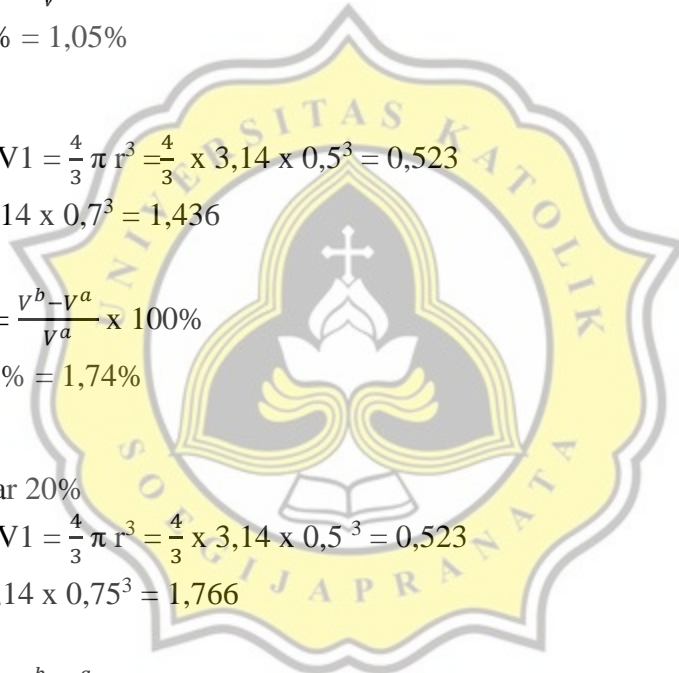 % = 1,05%
V1 = 4/3 π r³ = 4/3 x 3,14 x 0,5³ = 0,523
14 x 0,7³ = 1,436
= V^b−V^a/V^a x 100%
% = 1,74%
ar 20%
V1 = 4/3 π r³ = 4/3 x 3,14 x 0,5 ³ = 0,523
,14 x 0,75³ = 1,766
UNIVERSITAS KATOLIK
SOEGIJAPRANATA